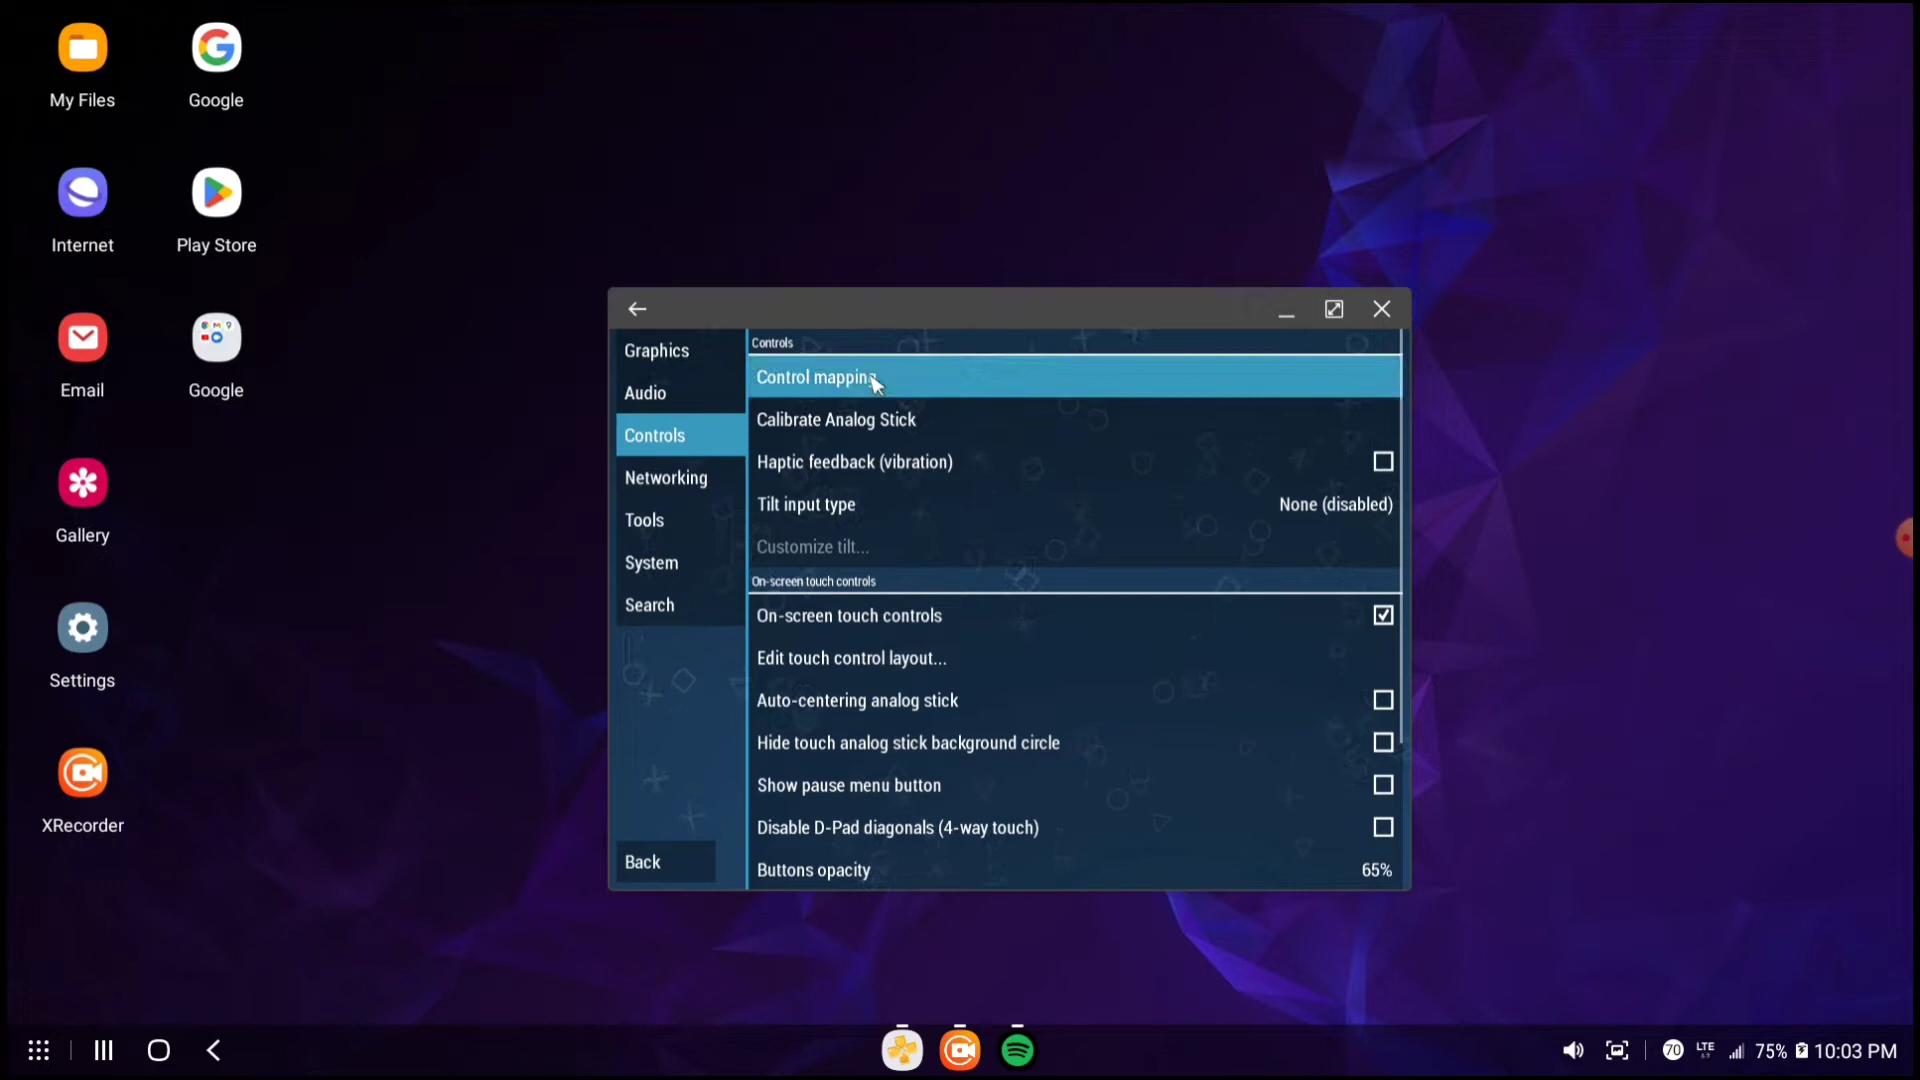 My Files
Google
Internet
Play Store
Email
Google
Gallery
Settings
XRecorder
Graphics
Audio
Controls
Networking
Tools
System
Search
Back
Controls
Control mapping
Calibrate Analog Stick
Haptic feedback (vibration)
Tilt input type None (disabled)
Customize tilt...
On-screen touch controls
On-screen touch controls
Edit touch control layout...
Auto-centering analog stick
Hide touch analog stick background circle
Show pause menu button
Disable D-Pad diagonals (4-way touch)
Buttons opacity 65%
70 LTE 75% 10:03 PM